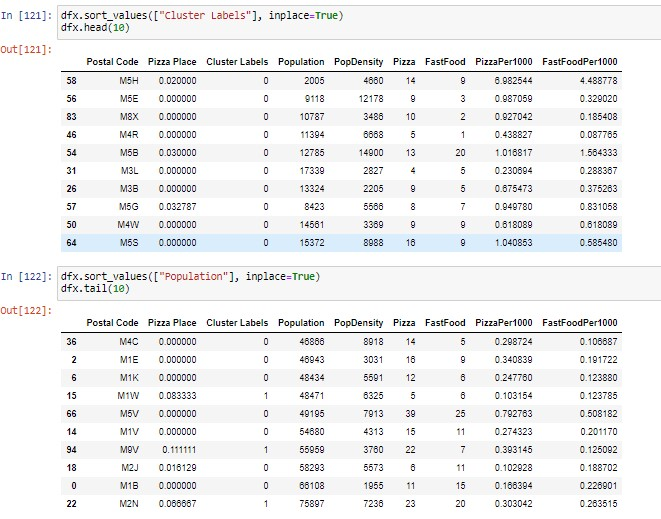 In [121]: dfx.sort_values(["Cluster Labels"], inplace=True)
dfx.head(10)
Out[121]:
Postal Code Pizza Place Cluster Labels Population PopDensity Pizza FastFood PizzaPer1000 FastFoodPer1000
58 M5H 0.020000 0 2005 4660 14 9 6.982544 4.488778
56 M5E 0.000000 0 9118 12178 9 3 0.987059 0.329020
83 M8X 0.000000 0 10787 3486 10 2 0.927042 0.185408
46 M4R 0.000000 0 11394 6668 5 1 0.438827 0.087765
54 M5B 0.030000 0 12785 14900 13 20 1.016817 1.564333
31 M3L 0.000000 0 17339 2827 4 5 0.230694 0.288367
26 M3B 0.000000 0 13324 2205 9 5 0.675473 0.375263
57 M5G 0.032787 0 8423 5566 8 7 0.949780 0.831058
50 M4W 0.000000 0 14561 3369 9 9 0.618089 0.618089
64 M5S 0.000000 0 15372 8988 16 9 1.040853 0.585480
In [122]: dfx.sort_values(["Population"], inplace=True)
dfx.tail(10)
Out[122]:
Postal Code Pizza Place Cluster Labels Population PopDensity Pizza FastFood PizzaPer1000 FastFoodPer1000
36 M4C 0.000000 0 46866 8918 14 5 0.298724 0.106687
2 M1E 0.000000 0 46943 3031 16 9 0.340839 0.191722
6 M1K 0.000000 0 48434 5591 12 6 0.247760 0.123880
15 M1W 0.083333 1 48471 6325 5 6 0.103154 0.123785
66 M5V 0.000000 0 49195 7913 39 25 0.792763 0.508182
14 M1V 0.000000 0 54680 4313 15 11 0.274323 0.201170
94 M9V 0.111111 1 55959 3760 22 7 0.393145 0.125092
18 M2J 0.016129 0 58293 5573 6 11 0.102928 0.188702
0 M1B 0.000000 0 66108 1955 11 15 0.166394 0.226901
22 M2N 0.066667 1 75897 7236 23 20 0.303042 0.263515